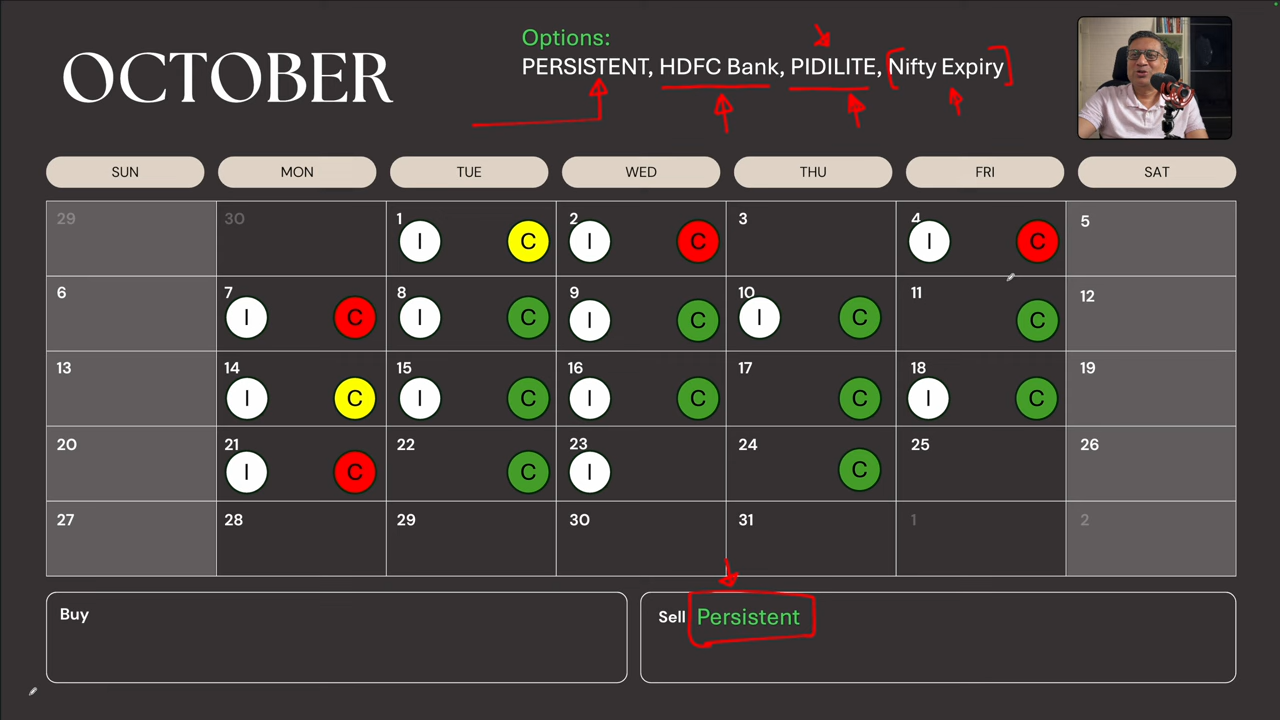 Options:
OCTOBER
PERSISTENT, HDFC Bank, PIDILITE, [Nifty Expiry]
SUN MON TUE WED THU FRI SAT
29 30 1 I C 2 I C 3 4 I C 5
6 7 I C 8 I C 9 I C 10 I C 11 C 12
13 14 I C 15 I C 16 I C 17 C 18 I C 19
20 21 I C 22 C 23 I 24 C 25 26
27 28 29 30 31 1 2
Buy
Sell Persistent